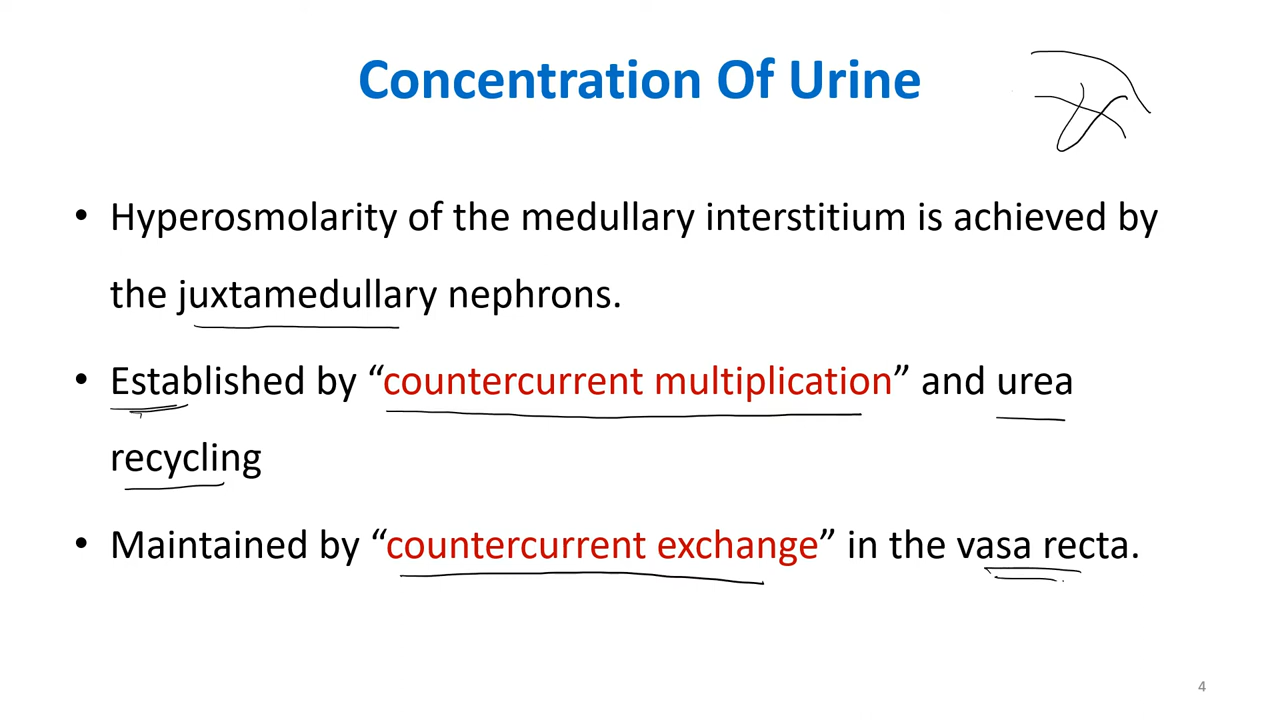 Concentration Of Urine
• Hyperosmolarity of the medullary interstitium is achieved by
the juxtamedullary nephrons.
• Established by “countercurrent multiplication” and urea
recycling
• Maintained by “countercurrent exchange” in the vasa recta.
4